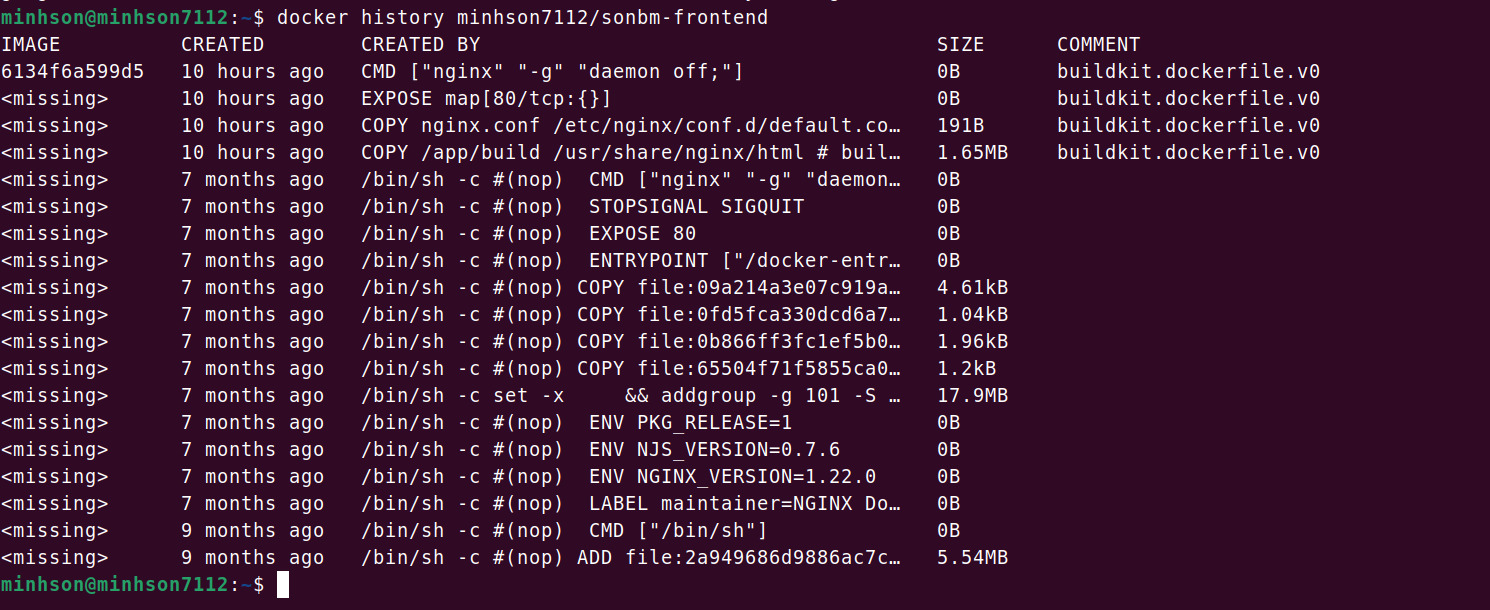 minhson@minhson7112:~$ docker history minhson7112/sonbm-frontend
IMAGE          CREATED        CREATED BY                                      SIZE      COMMENT
6134f6a599d5   10 hours ago   CMD ["nginx" "-g" "daemon off;"]                0B        buildkit.dockerfile.v0
<missing>      10 hours ago   EXPOSE map[80/tcp:{}]                           0B        buildkit.dockerfile.v0
<missing>      10 hours ago   COPY nginx.conf /etc/nginx/conf.d/default.co…   191B      buildkit.dockerfile.v0
<missing>      10 hours ago   COPY /app/build /usr/share/nginx/html # buil…   1.65MB    buildkit.dockerfile.v0
<missing>      7 months ago   /bin/sh -c #(nop)  CMD ["nginx" "-g" "daemon…   0B
<missing>      7 months ago   /bin/sh -c #(nop)  STOPSIGNAL SIGQUIT           0B
<missing>      7 months ago   /bin/sh -c #(nop)  EXPOSE 80                    0B
<missing>      7 months ago   /bin/sh -c #(nop)  ENTRYPOINT ["/docker-entr…   0B
<missing>      7 months ago   /bin/sh -c #(nop) COPY file:09a214a3e07c919a…   4.61kB
<missing>      7 months ago   /bin/sh -c #(nop) COPY file:0fd5fca330dcd6a7…   1.04kB
<missing>      7 months ago   /bin/sh -c #(nop) COPY file:0b866ff3fc1ef5b0…   1.96kB
<missing>      7 months ago   /bin/sh -c #(nop) COPY file:65504f71f5855ca0…   1.2kB
<missing>      7 months ago   /bin/sh -c set -x     && addgroup -g 101 -S …   17.9MB
<missing>      7 months ago   /bin/sh -c #(nop)  ENV PKG_RELEASE=1            0B
<missing>      7 months ago   /bin/sh -c #(nop)  ENV NJS_VERSION=0.7.6        0B
<missing>      7 months ago   /bin/sh -c #(nop)  ENV NGINX_VERSION=1.22.0     0B
<missing>      7 months ago   /bin/sh -c #(nop)  LABEL maintainer=NGINX Do…   0B
<missing>      9 months ago   /bin/sh -c #(nop)  CMD ["/bin/sh"]              0B
<missing>      9 months ago   /bin/sh -c #(nop) ADD file:2a949686d9886ac7c…   5.54MB
minhson@minhson7112:~$